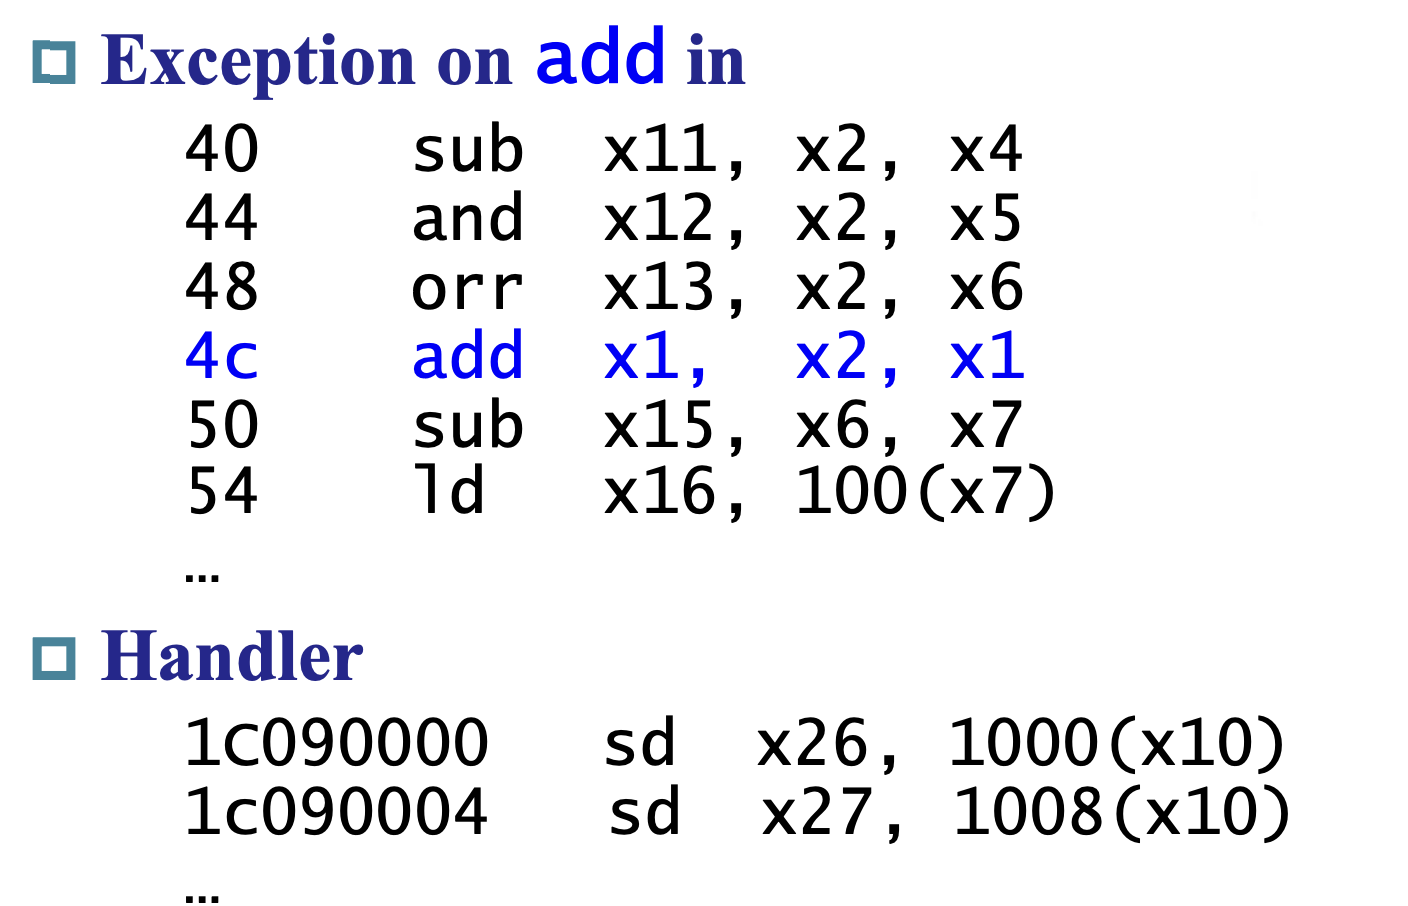 Exception on add in
40 sub x11, x2, x4
44 and x12, x2, x5
48 orr x13, x2, x6
4c add x1, x2, x1
50 sub x15, x6, x7
54 ld x16, 100(x7)
…
Handler
1C090000 sd x26, 1000(x10)
1c090004 sd x27, 1008(x10)
…